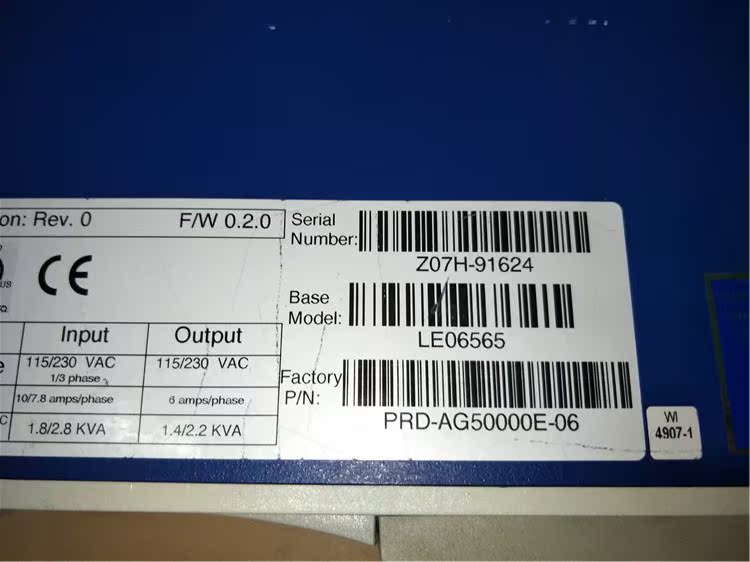 on: Rev. 0 F/W 0.2.0
Serial
Number:
Z07H-91624
CE
US
Base
Model:
LE06565
Input Output
115/230 VAC 115/230 VAC
1/3 phase
10/7.8 amps/phase 6 amps/phase
1.8/2.8 KVA 1.4/2.2 KVA
Factory
P/N:
PRD-AG50000E-06
WI
4907-1